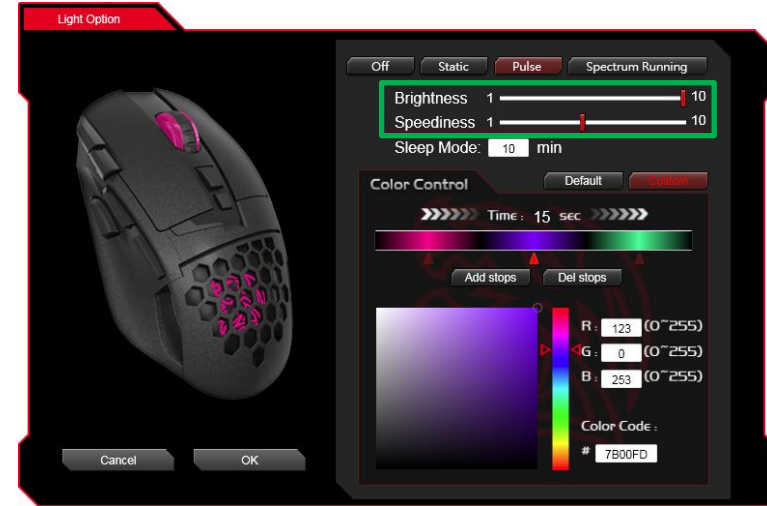 Light Option
Off Static Pulse Spectrum Running
Brightness 1 10
Speediness 1 10
Sleep Mode: 10 min
Color Control Default Custom
Time : 15 sec
Add stops Del stops
R : 123 (0~255)
G : 0 (0~255)
B : 253 (0~255)
Color Code :
# 7B00FD
Cancel OK